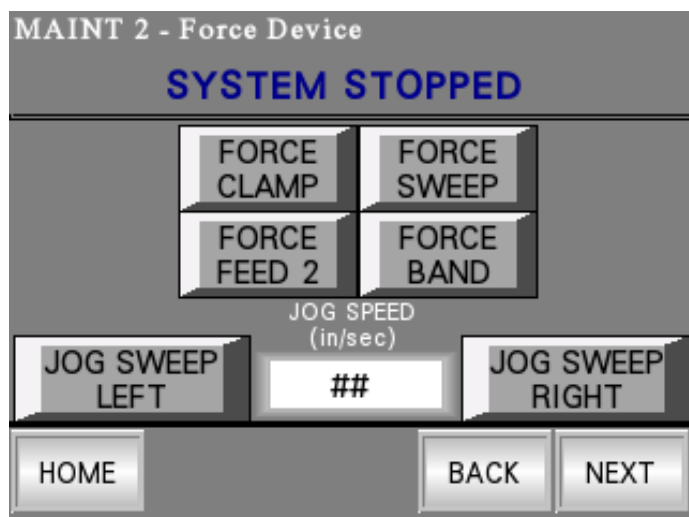 MAINT 2 - Force Device
SYSTEM STOPPED
FORCE
CLAMP
FORCE
SWEEP
FORCE
FEED 2
FORCE
BAND
JOG SPEED
(in/sec)
JOG SWEEP
LEFT
##
JOG SWEEP
RIGHT
HOME
BACK
NEXT